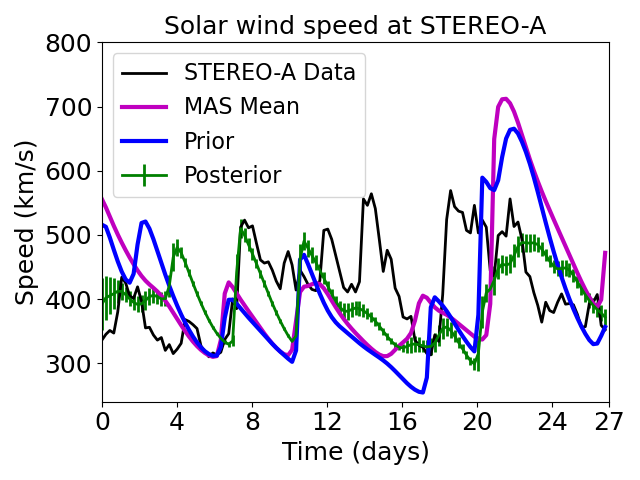 Solar wind speed at STEREO-A
800
700
600
500
400
300
Speed (km/s)
STEREO-A Data
MAS Mean
Prior
Posterior
0 4 8 12 16 20 24 27
Time (days)